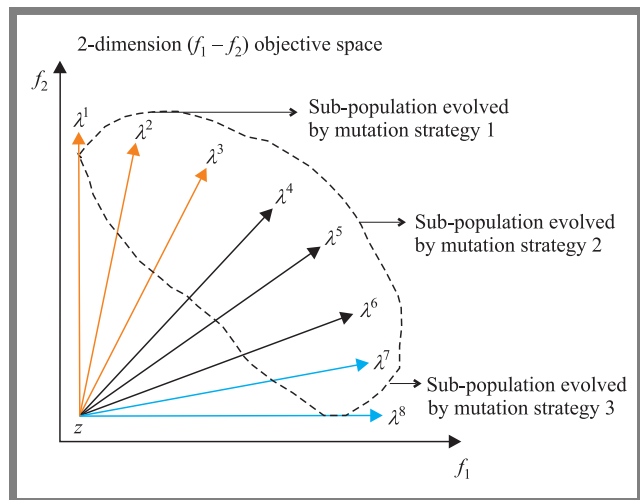 2-dimension (f₁ – f₂) objective space
f₂
λ¹
λ²
λ³
λ⁴
λ⁵
λ⁶
λ⁷
λ⁸
Sub-population evolved
by mutation strategy 1
Sub-population evolved
by mutation strategy 2
Sub-population evolved
by mutation strategy 3
z
f₁